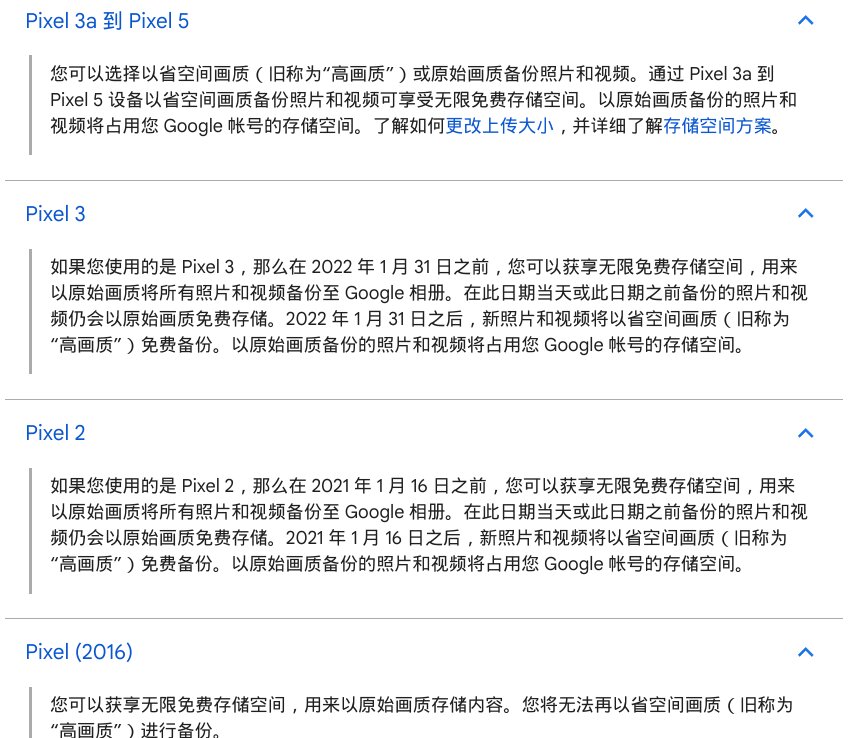 Pixel 3a 到 Pixel 5
您可以选择以省空间画质（旧称为“高画质”）或原始画质备份照片和视频。通过 Pixel 3a 到
Pixel 5 设备以省空间画质备份照片和视频可享受无限免费存储空间。以原始画质备份的照片和
视频将占用您 Google 帐号的存储空间。了解如何更改上传大小，并详细了解存储空间方案。
Pixel 3
如果您使用的是 Pixel 3，那么在 2022 年 1 月 31 日之前，您可以获享无限免费存储空间，用来
以原始画质将所有照片和视频备份至 Google 相册。在此日期当天或此日期之前备份的照片和视
频仍会以原始画质免费存储。2022 年 1 月 31 日之后，新照片和视频将以省空间画质（旧称为
“高画质”）免费备份。以原始画质备份的照片和视频将占用您 Google 帐号的存储空间。
Pixel 2
如果您使用的是 Pixel 2，那么在 2021 年 1 月 16 日之前，您可以获享无限免费存储空间，用来
以原始画质将所有照片和视频备份至 Google 相册。在此日期当天或此日期之前备份的照片和视
频仍会以原始画质免费存储。2021 年 1 月 16 日之后，新照片和视频将以省空间画质（旧称为
“高画质”）免费备份。以原始画质备份的照片和视频将占用您 Google 帐号的存储空间。
Pixel (2016)
您可以获享无限免费存储空间，用来以原始画质存储内容。您将无法再以省空间画质（旧称为
“高画质”）进行备份。